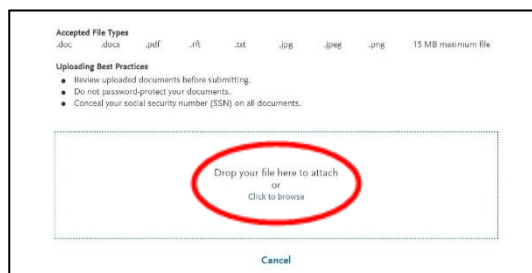 Accepted File Types
.doc .docx .pdf .rft .txt .jpg .jpeg .png 15 MB maximum file
Uploading Best Practices
• Review uploaded documents before submitting.
• Do not password-protect your documents.
• Conceal your social security number (SSN) on all documents.
Drop your file here to attach
or
Click to browse
Cancel